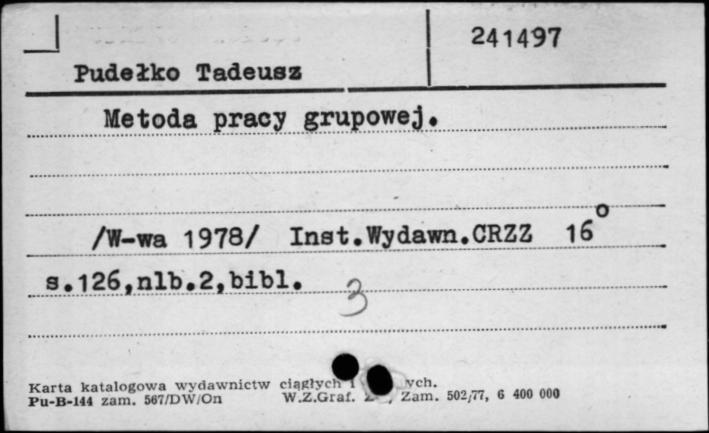 241497
Pudełko Tadeusz
Metoda pracy grupowej.
/W-wa 1978/ Inst.Wydawn.CRZZ 16°
s.126,nlb.2,bibl.
3
Karta katalogowa wydawnictw ciągłych i ych.
Pu-B-144 zam. 567/DW/On W.Z.Graf. Zam. 502/77, 6 400 000